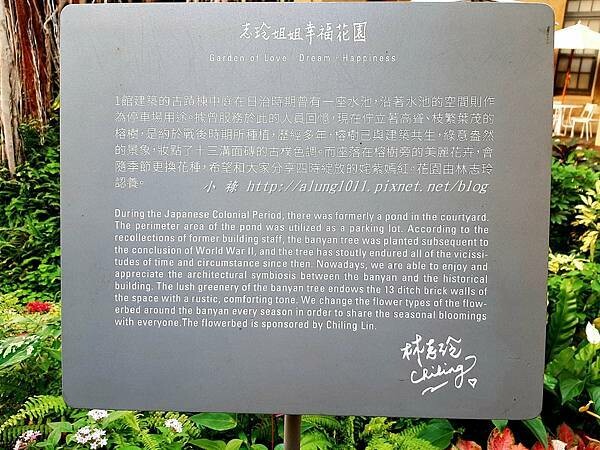 志玲姐姐幸福花園
Garden of Love · Dream · Happiness
1館建築的古蹟棟中庭在日治時期曾有一座水池，沿著水池的空間則作
為停車場用途。據曾服務於此的人員回憶，現在佇立著高聳、枝繁葉茂的
榕樹，是約於戰後時期所種植，歷經多年，榕樹已與建築共生，綠意盎然
的景象，妝點了十三溝面磚的古樸色調。而座落在榕樹旁的美麗花卉，會
隨季節更換花種，希望和大家分享四時綻放的奼紫嫣紅。花園由林志玲
認養。
小祿 http://alung1011.pixnet.net/blog
During the Japanese Colonial Period, there was formerly a pond in the courtyard.
The perimeter area of the pond was utilized as a parking lot. According to the
recollections of former building staff, the banyan tree was planted subsequent to
the conclusion of World War II, and the tree has stoutly endured all of the vicissi-
tudes of time and circumstance since then. Nowadays, we are able to enjoy and
appreciate the architectural symbiosis between the banyan and the historical
building. The lush greenery of the banyan tree endows the 13 ditch brick walls of
the space with a rustic, comforting tone. We change the flower types of the flow-
erbed around the banyan every season in order to share the seasonal bloomings
with everyone.The flowerbed is sponsored by Chiling Lin.
林志玲
Chiling